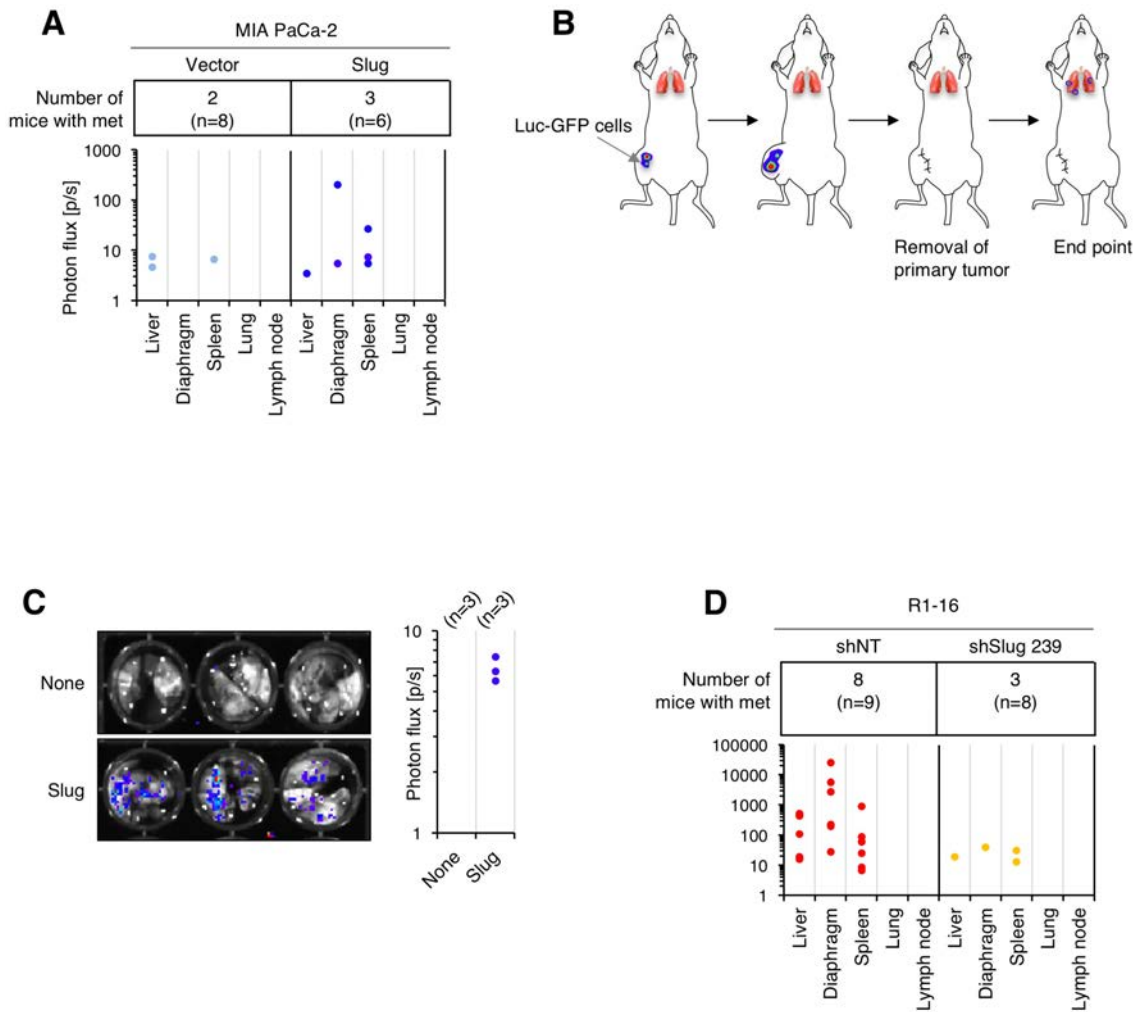 A
MIA PaCa-2
Vector Slug
Number of mice with met
2 (n=8)
3 (n=6)
Photon flux [p/s]
1000
100
10
1
Liver
Diaphragm
Spleen
Lung
Lymph node
Liver
Diaphragm
Spleen
Lung
Lymph node
B
Luc-GFP cells
Removal of
primary tumor
End point
C
None
Slug
(n=3)
(n=3)
Photon flux [p/s]
10
1
None
Slug
D
R1-16
shNT shSlug 239
Number of mice with met
8 (n=9)
3 (n=8)
100000
10000
1000
100
10
1
Liver
Diaphragm
Spleen
Lung
Lymph node
Liver
Diaphragm
Spleen
Lung
Lymph node